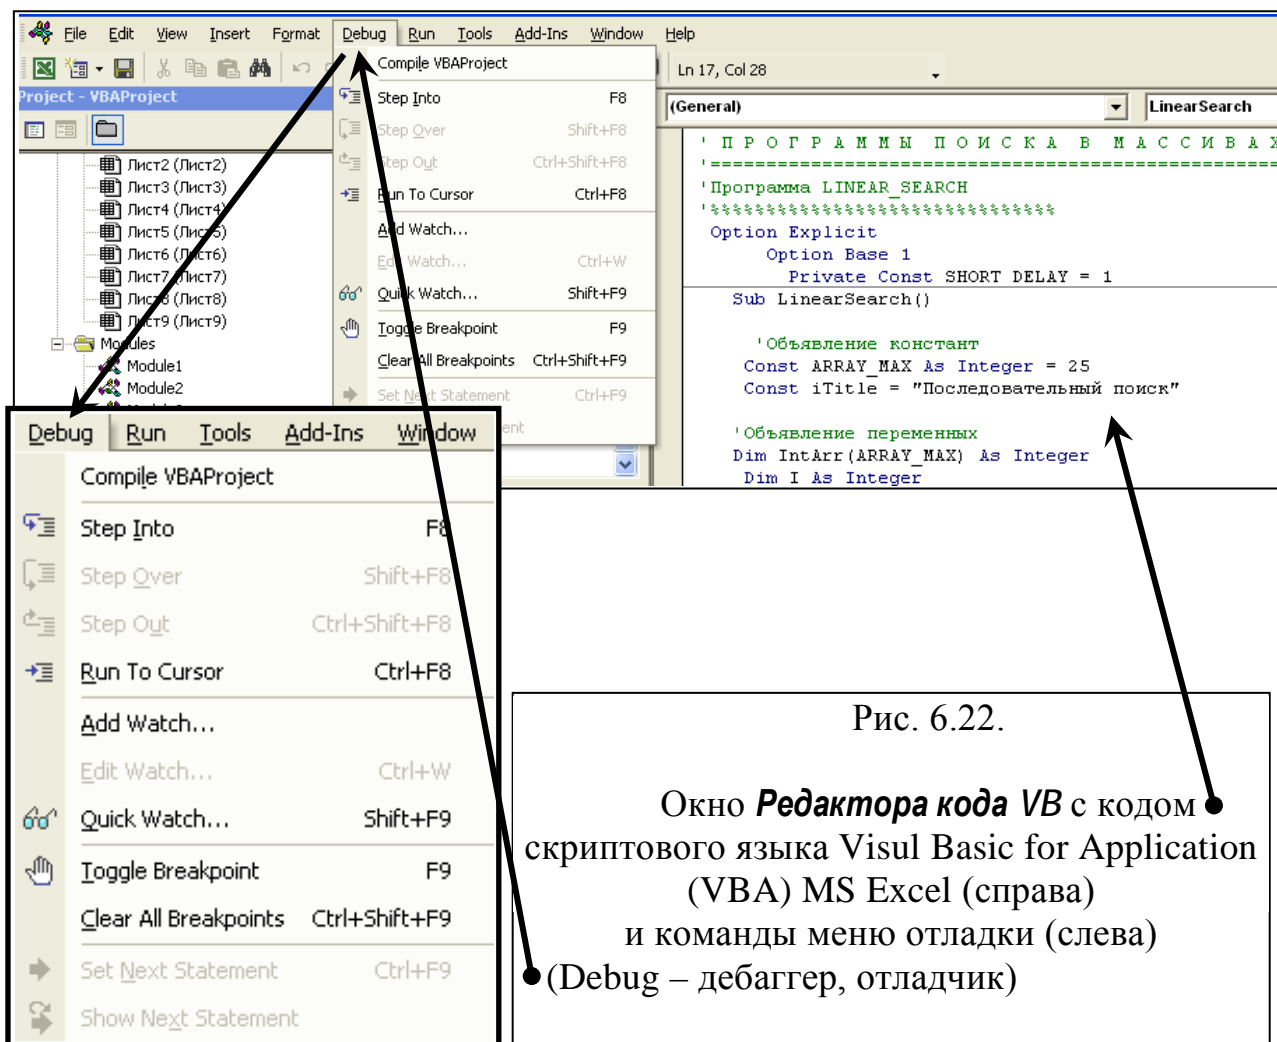 File Edit View Insert Format Debug Run Tools Add-Ins Window Help
Ln 17, Col 28
Project - VBAProject
Лист2 (Лист2)
Лист3 (Лист3)
Лист4 (Лист4)
Лист5 (Лист5)
Лист6 (Лист6)
Лист7 (Лист7)
Лист8 (Лист8)
Лист9 (Лист9)
Modules
Module1
Module2
Compile VBAProject
Step Into F8
Step Over Shift+F8
Step Out Ctrl+Shift+F8
Run To Cursor Ctrl+F8
Add Watch...
Edit Watch... Ctrl+W
Quick Watch... Shift+F9
Toggle Breakpoint F9
Clear All Breakpoints Ctrl+Shift+F9
Set Next Statement Ctrl+F9
(General) LinearSearch
' П Р О Г Р А М М Ы П О И С К А В М А С С И В А Х
'==================================================
'Программа LINEAR_SEARCH
'%%%%%%%%%%%%%%%%%%%%%%%%%%%%%%%
Option Explicit
Option Base 1
Private Const SHORT_DELAY = 1
Sub LinearSearch()
'Объявление констант
Const ARRAY_MAX As Integer = 25
Const iTitle = "Последовательный поиск"
'Объявление переменных
Dim IntArr(ARRAY_MAX) As Integer
Dim I As Integer
Debug Run Tools Add-Ins Window
Compile VBAProject
Step Into F8
Step Over Shift+F8
Step Out Ctrl+Shift+F8
Run To Cursor Ctrl+F8
Add Watch...
Edit Watch... Ctrl+W
Quick Watch... Shift+F9
Toggle Breakpoint F9
Clear All Breakpoints Ctrl+Shift+F9
Set Next Statement Ctrl+F9
Show Next Statement
Рис. 6.22.
Окно Редактора кода VB с кодом
скриптового языка Visul Basic for Application
(VBA) MS Excel (справа)
и команды меню отладки (слева)
(Debug – дебаггер, отладчик)